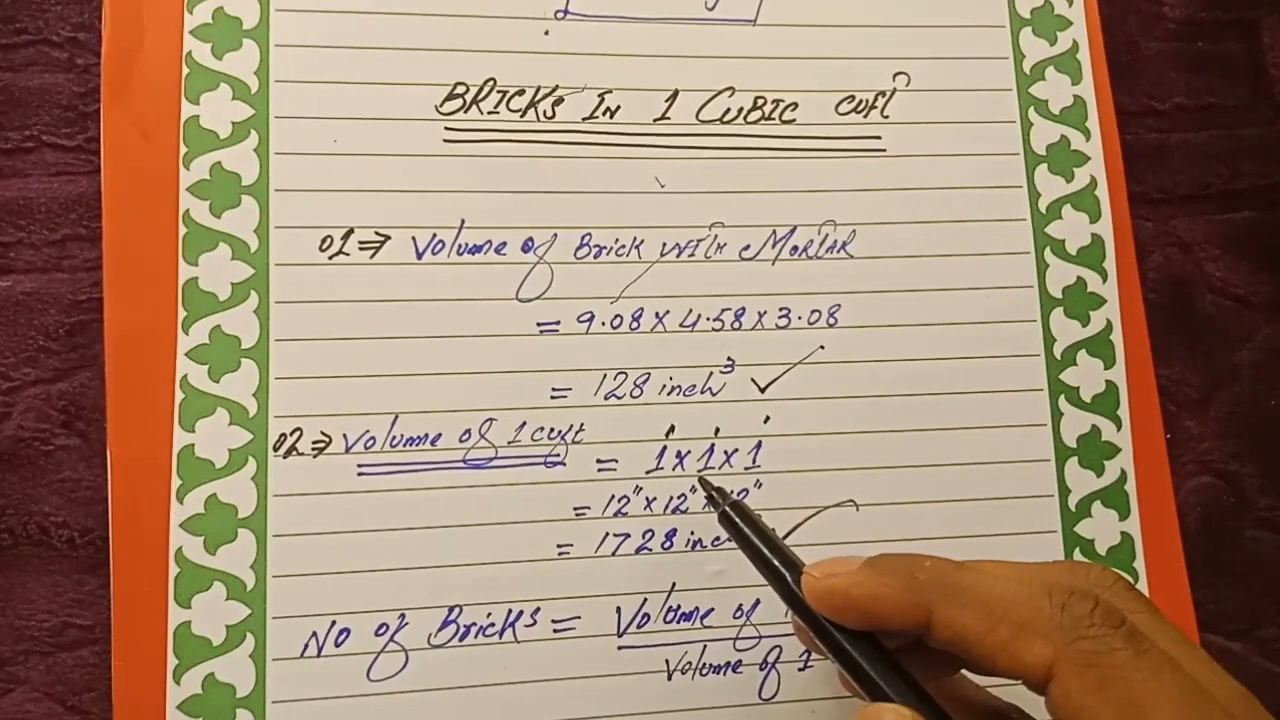 BRICKS IN 1 CUBIC CUFT
01⇒ Volume of Brick WITH MORTAR
= 9.08 x 4.58 x 3.08
= 128 inch³ ✓
02⇒ Volume of 1 cuft = 1' x 1' x 1'
= 12" x 12" x 12"
= 1728 inc
No of Bricks = Volume of
Volume of 1